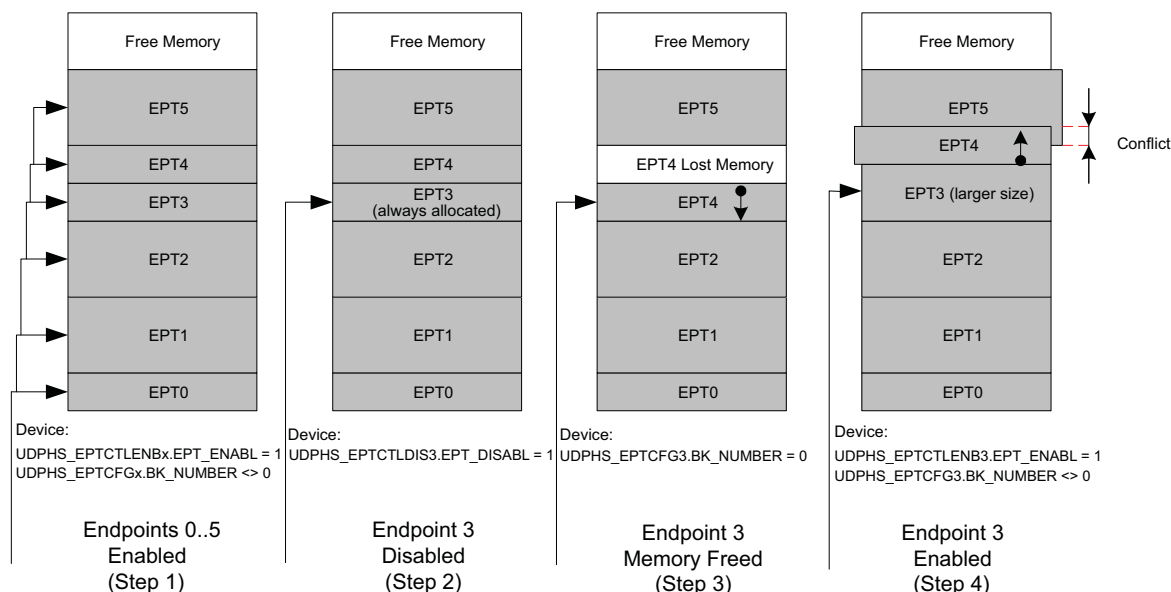 Free Memory
EPT5
EPT4
EPT3
EPT2
EPT1
EPT0
Device:
UDPHS_EPTCTLENBx.EPT_ENABL = 1
UDPHS_EPTCFGx.BK_NUMBER <> 0
Endpoints 0..5
Enabled
(Step 1)
Free Memory
EPT5
EPT4
EPT3
(always allocated)
EPT2
EPT1
EPT0
Device:
UDPHS_EPTCTLDIS3.EPT_DISABL = 1
Endpoint 3
Disabled
(Step 2)
Free Memory
EPT5
EPT4 Lost Memory
EPT4
EPT2
EPT1
EPT0
Device:
UDPHS_EPTCFG3.BK_NUMBER = 0
Endpoint 3
Memory Freed
(Step 3)
Free Memory
EPT5
EPT4
Conflict
EPT3 (larger size)
EPT2
EPT1
EPT0
Device:
UDPHS_EPTCTLENB3.EPT_ENABL = 1
UDPHS_EPTCFG3.BK_NUMBER <> 0
Endpoint 3
Enabled
(Step 4)